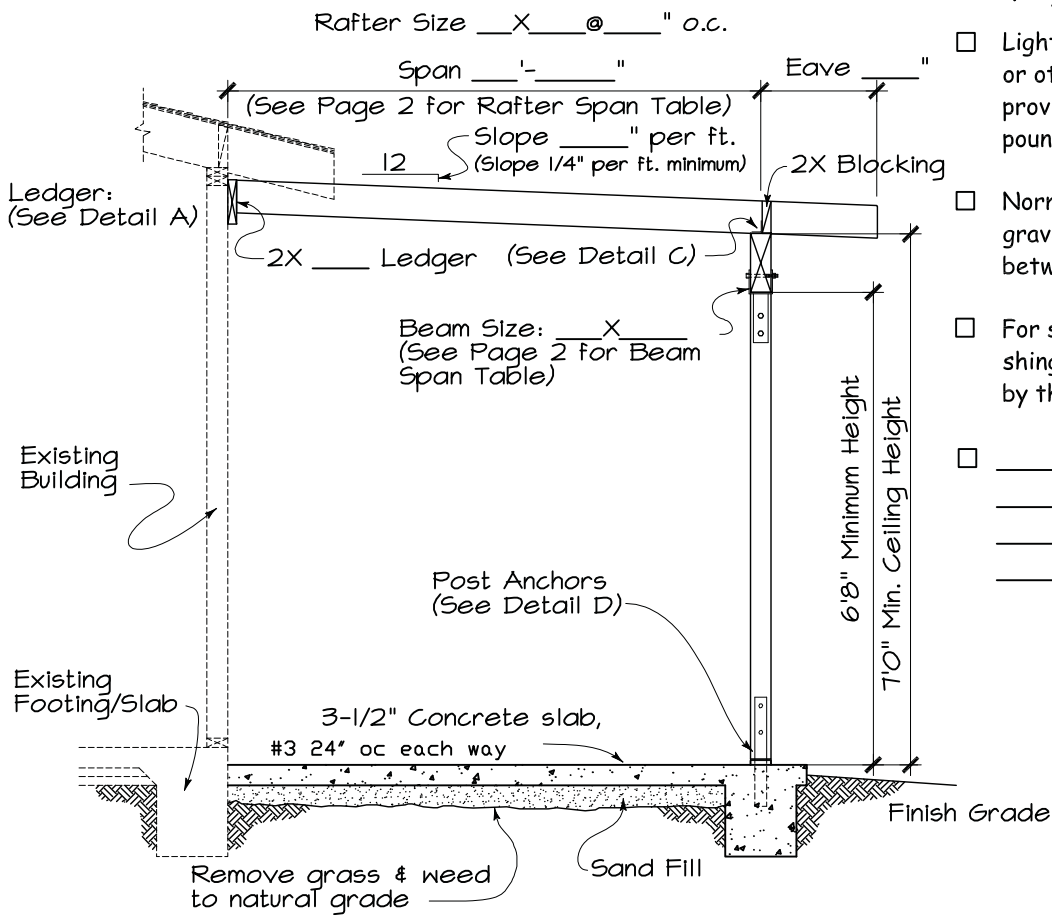 Rafter Size ___X____@____" o.c.
Span ____'-______"
Eave _____"
(See Page 2 for Rafter Span Table)
Slope _____" per ft.
(Slope 1/4" per ft. minimum)
12
2X Blocking
Ledger:
(See Detail A)
2X ____ Ledger
(See Detail C)
Beam Size: ___X_____
(See Page 2 for Beam
Span Table)
Existing
Building
6'8" Minimum Height
7'0" Min. Ceiling Height
Post Anchors
(See Detail D)
Existing
Footing/Slab
3-1/2" Concrete slab,
#3 24" oc each way
Finish Grade
Sand Fill
Remove grass & weed
to natural grade
Light
or ot
prov
poun
Norr
grav
betw
For s
shing
by th